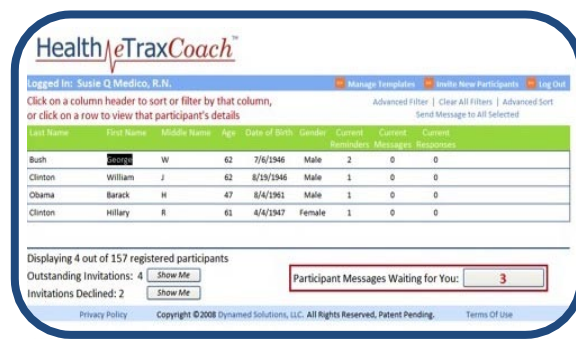 Health eTraxCoach™
Logged In: Susie Q Medico, R.N. Manage Templates Invite New Participants Log Out
Click on a column header to sort or filter by that column, Advanced Filter | Clear All Filters | Advanced Sort
or click on a row to view that participant's details Send Message to All Selected
Last Name First Name Middle Name Age Date of Birth Gender Current Reminders Current Messages Current Responses
Bush George W 62 7/6/1946 Male 2 0 0
Clinton William J 62 8/19/1946 Male 1 0 0
Obama Barack H 47 8/4/1961 Male 1 0 0
Clinton Hillary R 61 4/4/1947 Female 1 0 0
Displaying 4 out of 157 registered participants
Outstanding Invitations: 4 Show Me Participant Messages Waiting for You: 3
Invitations Declined: 2 Show Me
Privacy Policy Copyright ©2008 Dynamed Solutions, LLC. All Rights Reserved, Patent Pending. Terms Of Use